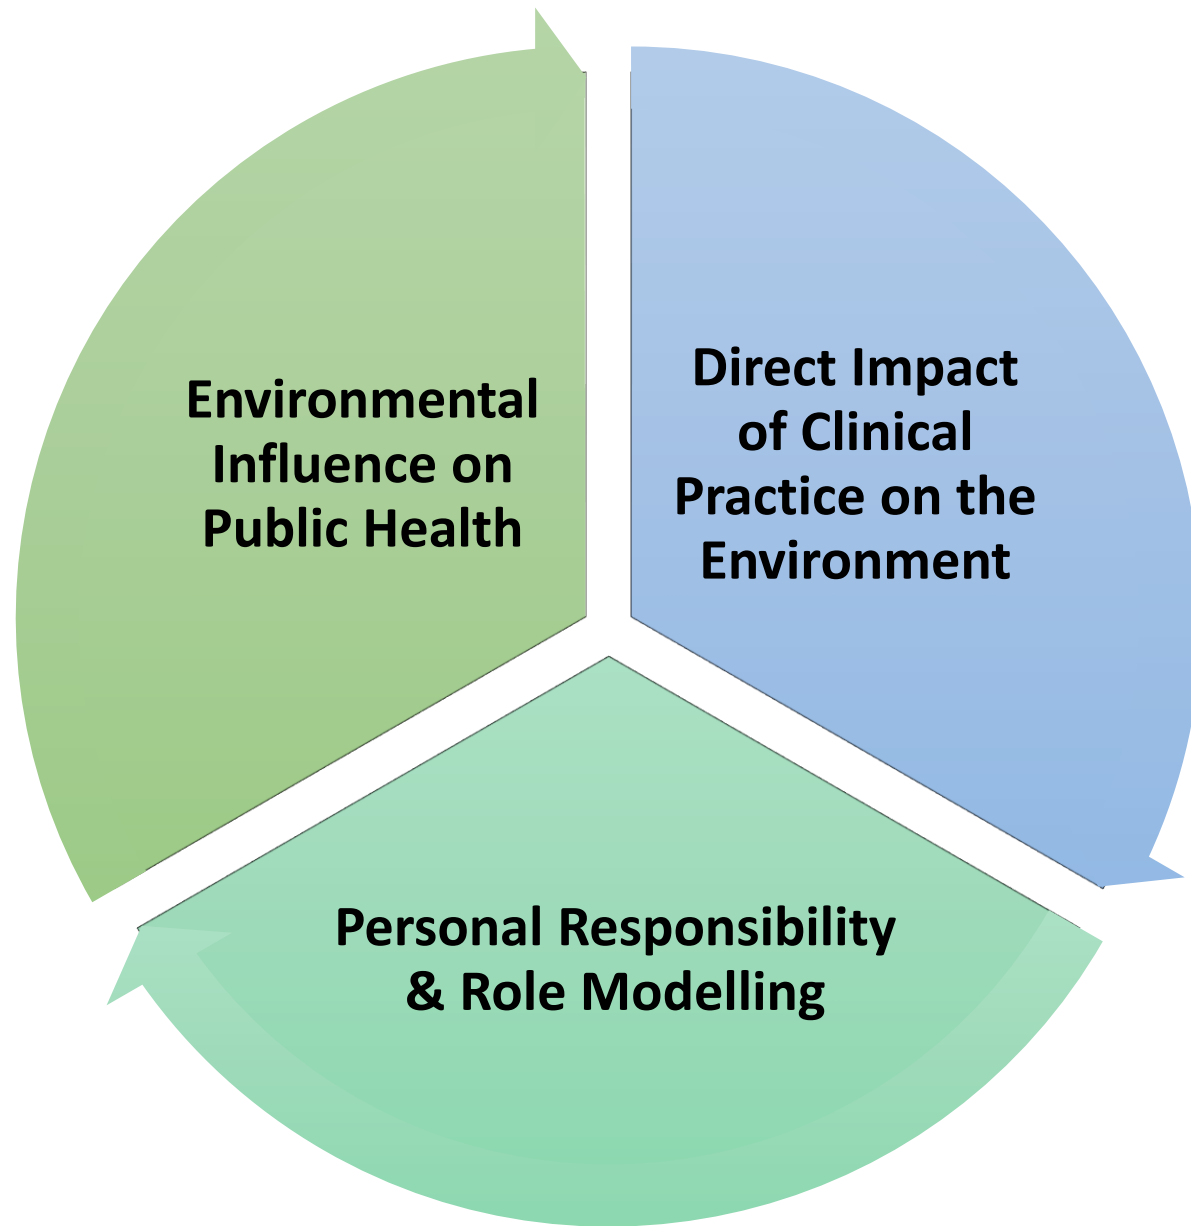 Environmental
Influence on
Public Health
Direct Impact
of Clinical
Practice on the
Environment
Personal Responsibility
& Role Modelling